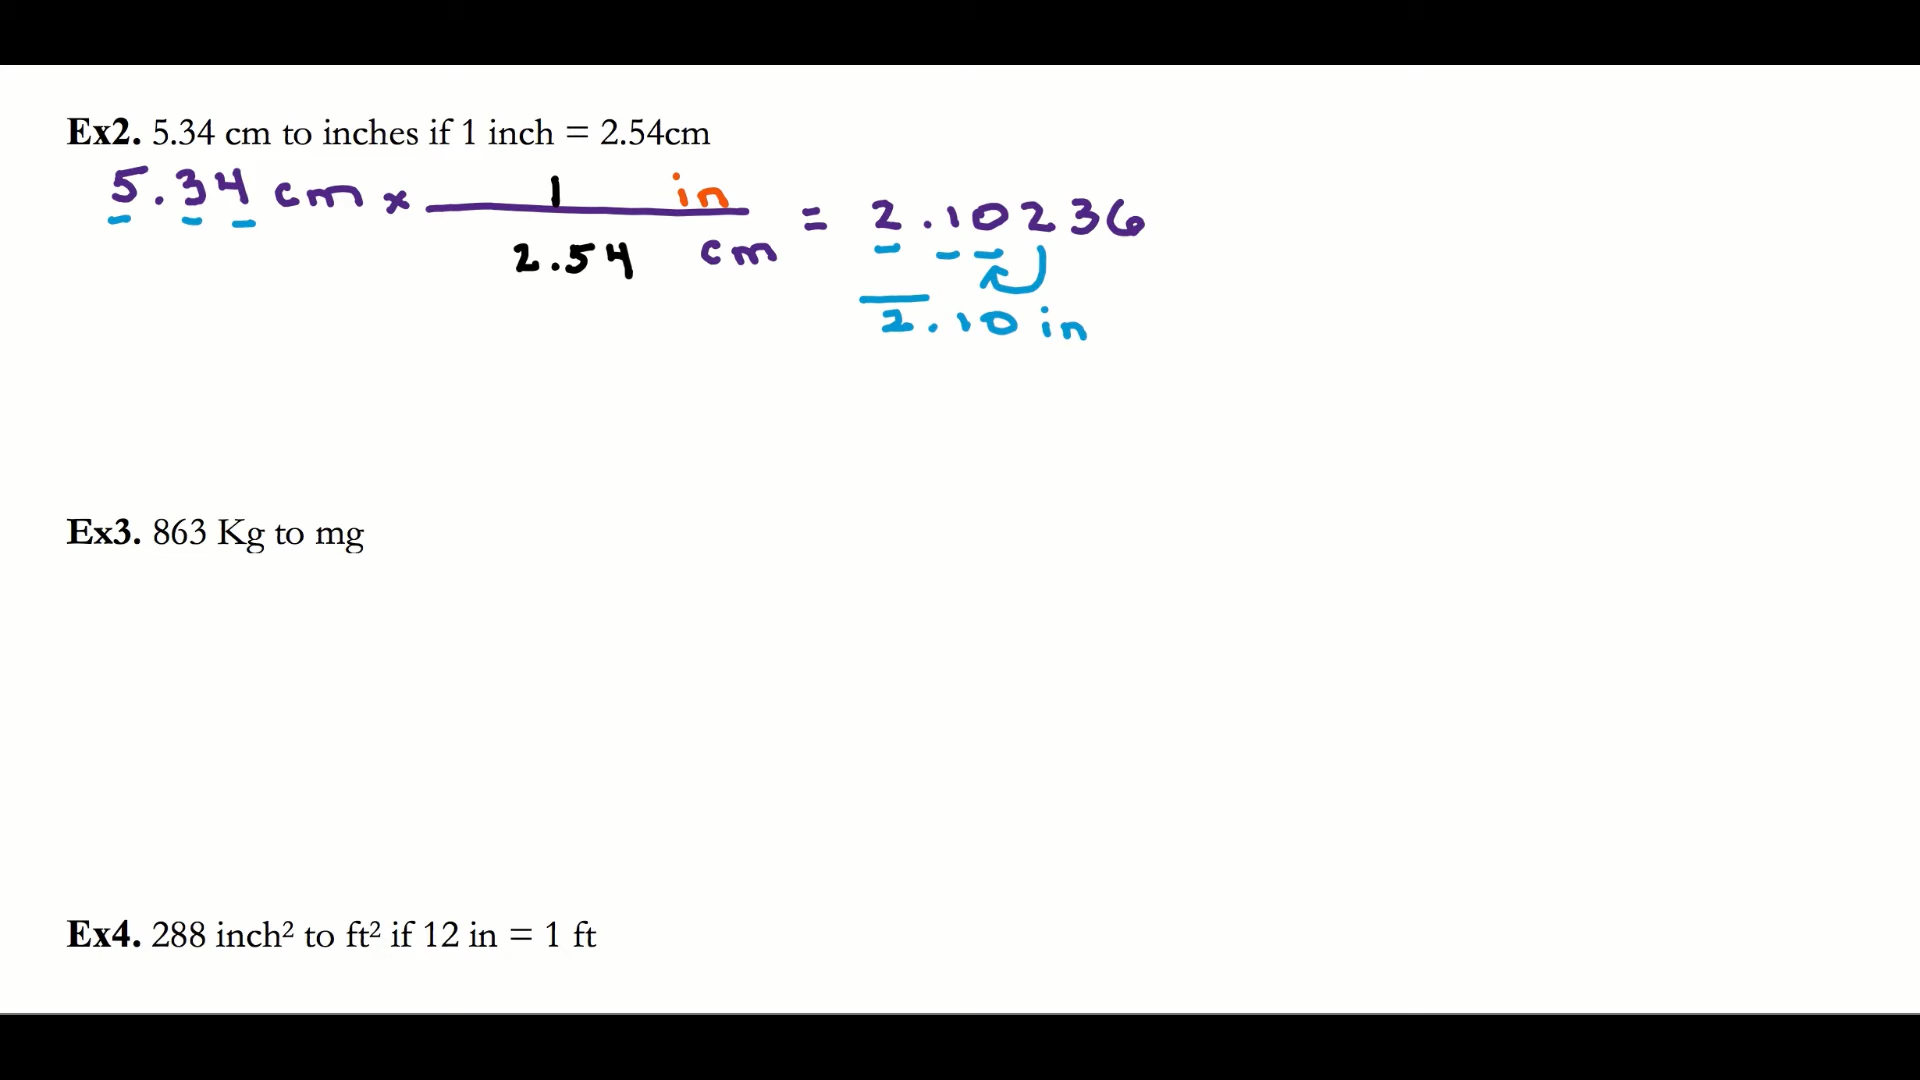 Ex2. 5.34 cm to inches if 1 inch = 2.54cm
5.34 cm × 1 in / 2.54 cm = 2.10236
2.10 in
Ex3. 863 Kg to mg
Ex4. 288 inch² to ft² if 12 in = 1 ft